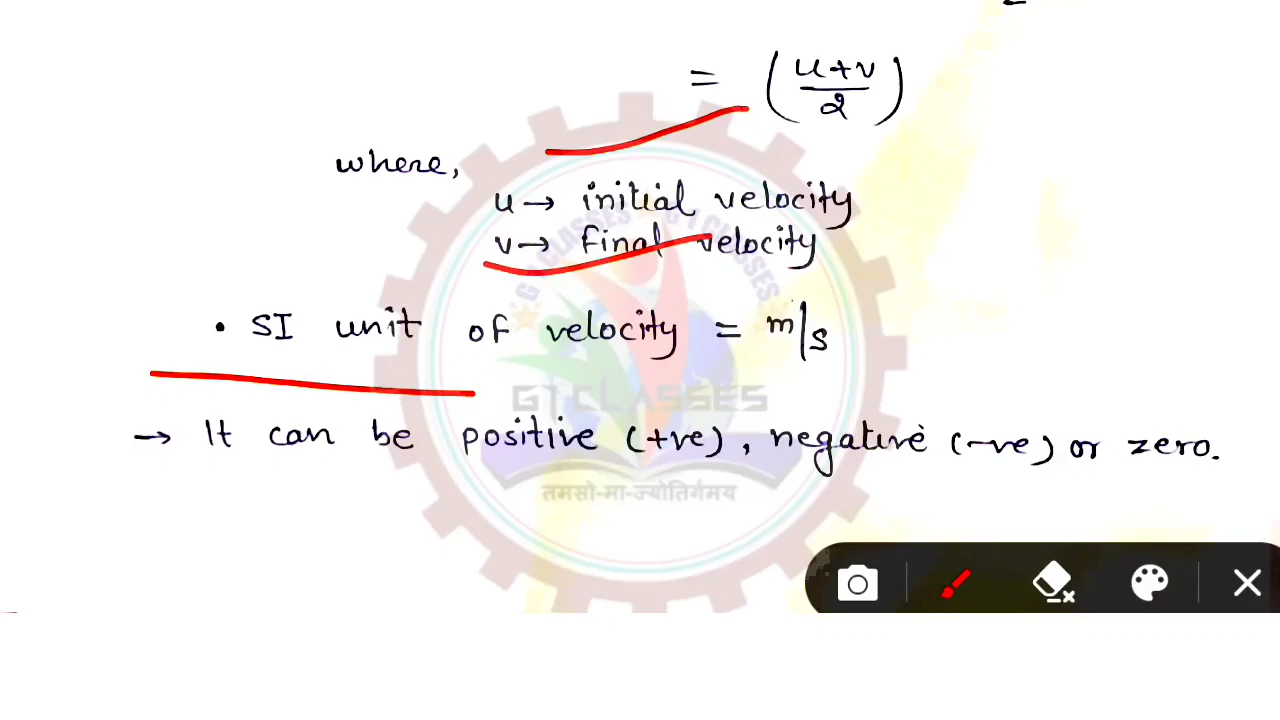 = (u+v/2)
where,
u → initial velocity
v → final velocity
• SI unit of velocity = m/s
GT CLASSES
→ It can be positive (+ve), negative (-ve) or zero.
तमसो-मा-ज्योतिर्गमय